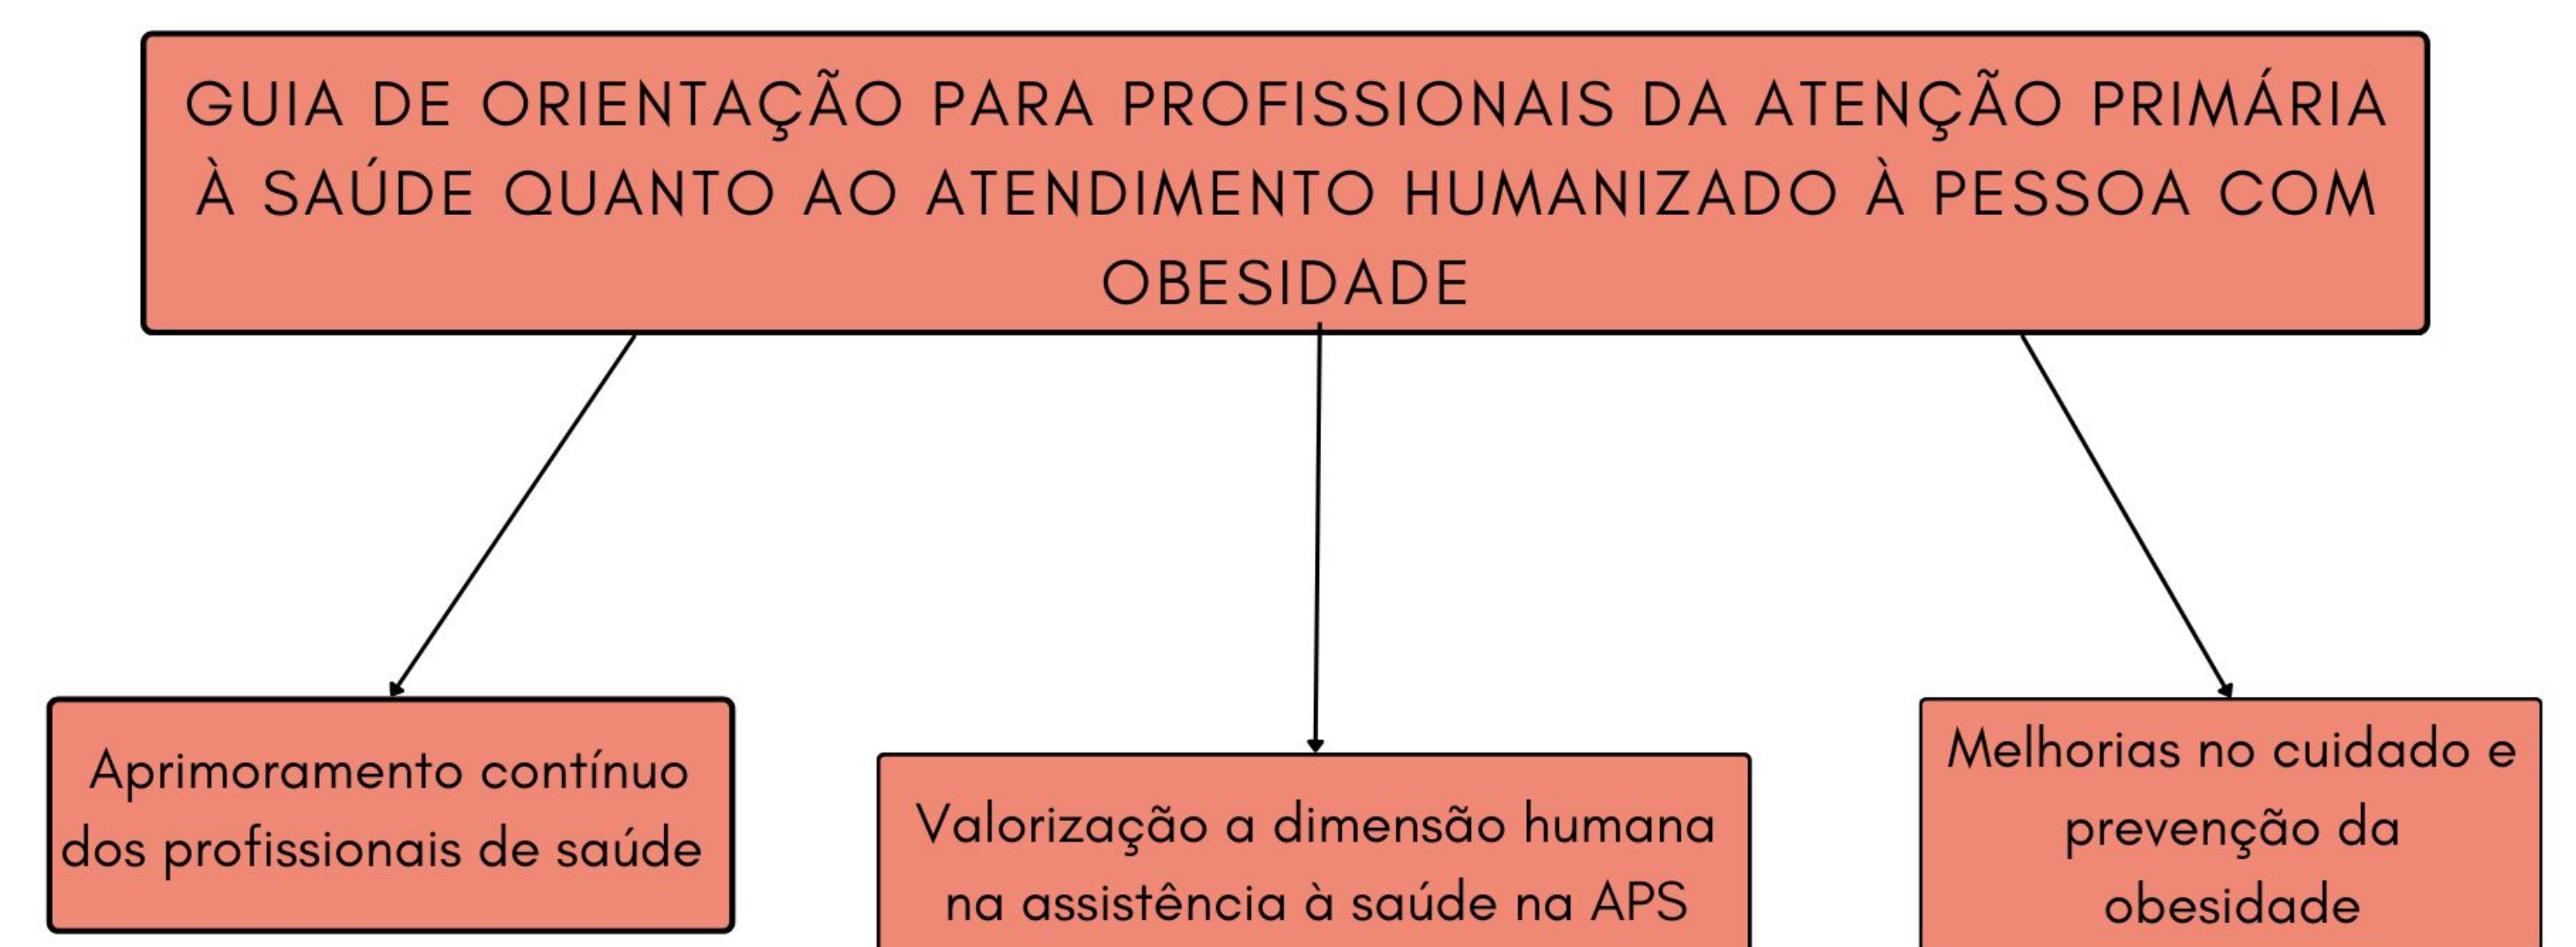 GUIA DE ORIENTAÇÃO PARA PROFISSIONAIS DA ATENÇÃO PRIMÁRIA
À SAÚDE QUANTO AO ATENDIMENTO HUMANIZADO À PESSOA COM
OBESIDADE
Aprimoramento contínuo
dos profissionais de saúde
Valorização a dimensão humana
na assistência à saúde na APS
Melhorias no cuidado e
prevenção da
obesidade